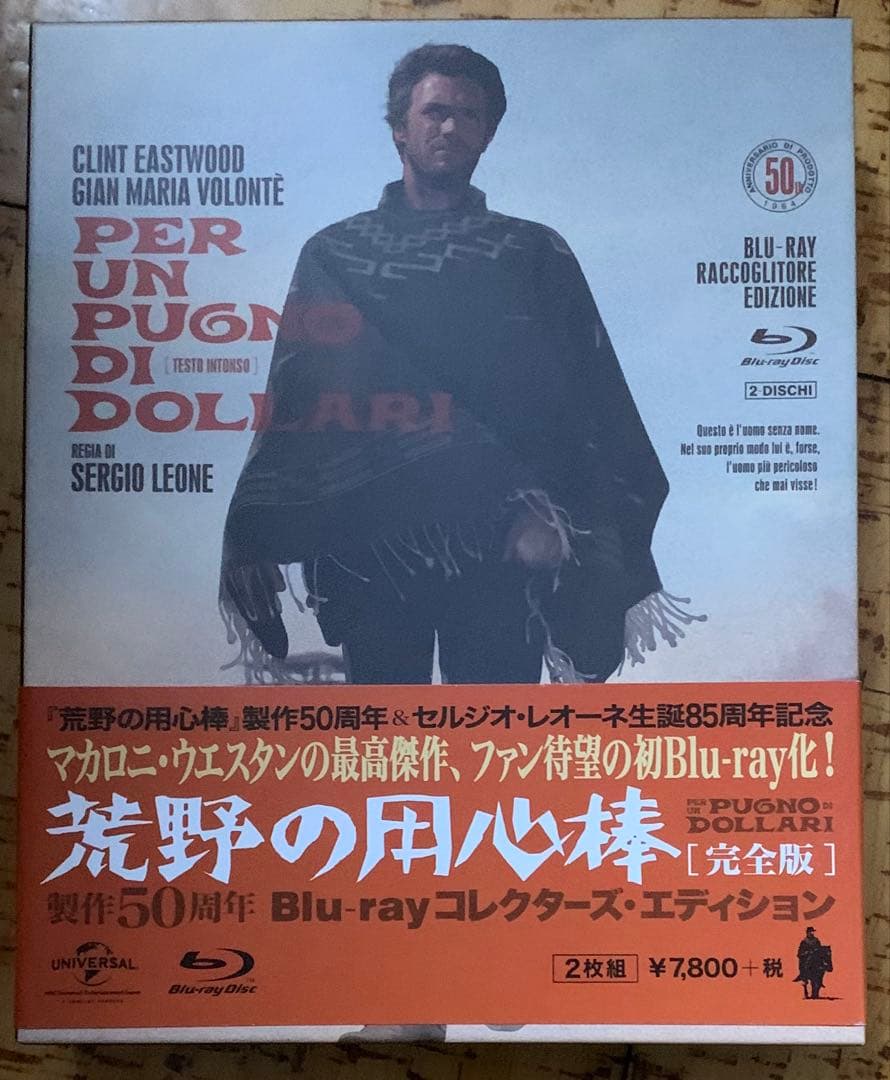 CLINT EASTWOOD
GIAN MARIA VOLONTÈ
PER
UN
PUGNO
DI [TESTO INTONSO]
DOLLARI
REGIA DI
SERGIO LEONE
ANNIVERSARIO DI PRODOTTO
50th
1964
BLU-RAY
RACCOGLITORE
EDIZIONE
Blu-ray Disc
2-DISCHI
Questo è l'uomo senza nome.
Nel suo proprio modo lui è, forse,
l'uomo più pericoloso
che mai visse!
『荒野の用心棒』製作50周年&セルジオ・レオーネ生誕85周年記念
マカロニ・ウエスタンの最高傑作、ファン待望の初Blu-ray化!
荒野の用心棒
PER UN PUGNO DI
DOLLARI
[完全版]
製作50周年 Blu-rayコレクターズ・エディション
UNIVERSAL
Blu-ray Disc
2枚組 ¥7,800+税